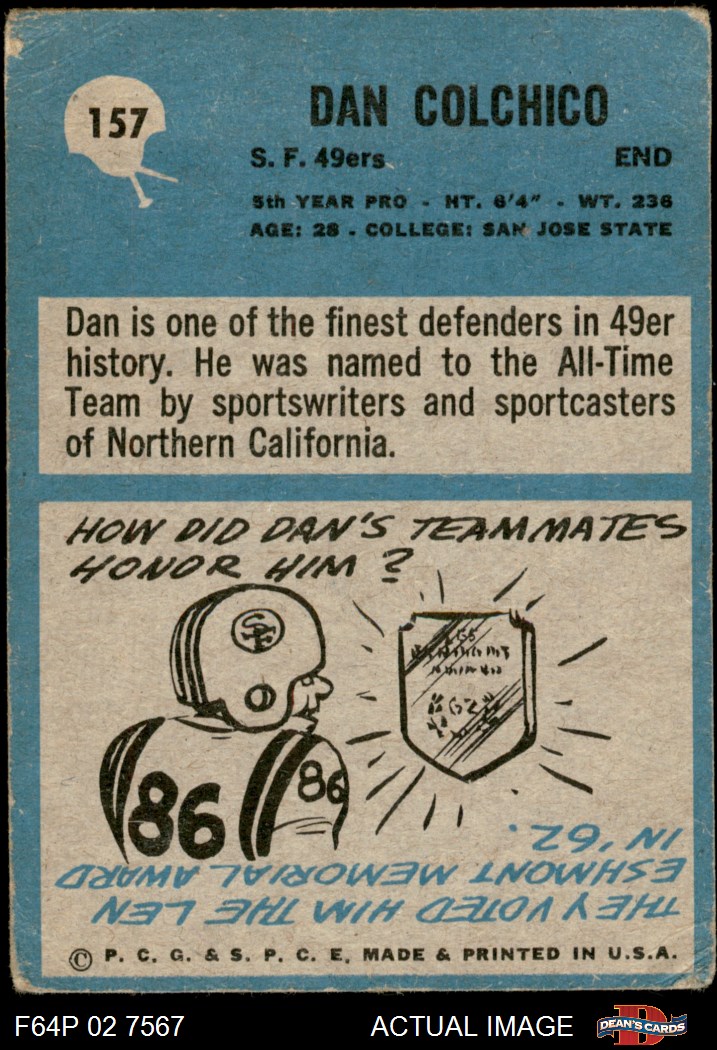 157
DAN COLCHICO
S. F. 49ers END
5th YEAR PRO - HT. 6'4" - WT. 236
AGE: 28 - COLLEGE: SAN JOSE STATE
Dan is one of the finest defenders in 49er
history. He was named to the All-Time
Team by sportswriters and sportcasters
of Northern California.
HOW DID DAN'S TEAMMATES
HONOR HIM?
SF
86
86
62
THEY VOTED HIM THE LEN
ESHMONT MEMORIAL AWARD
IN '62.
© P. C. G. & S. P. C. E. MADE & PRINTED IN U.S.A.
F64P 02 7567 ACTUAL IMAGE DEAN'S CARDS